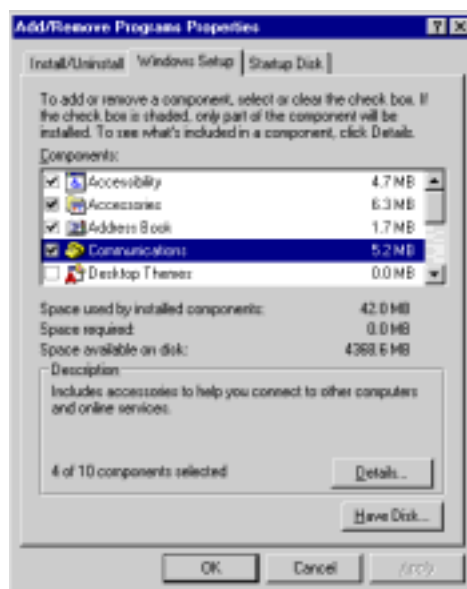 Add/Remove Programs Properties
Install/Uninstall Windows Setup Startup Disk
To add or remove a component, select or clear the check box. If
the check box is shaded, only part of the component will be
installed. To see what's included in a component, click Details.
Components:
Accessibility 4.7 MB
Accessories 6.3 MB
Address Book 1.7 MB
Communications 5.2 MB
Desktop Themes 0.0 MB
Space used by installed components: 42.0 MB
Space required: 0.0 MB
Space available on disk: 4368.6 MB
Description
Includes accessories to help you connect to other computers
and online services.
4 of 10 components selected
Details...
Have Disk...
OK Cancel Apply